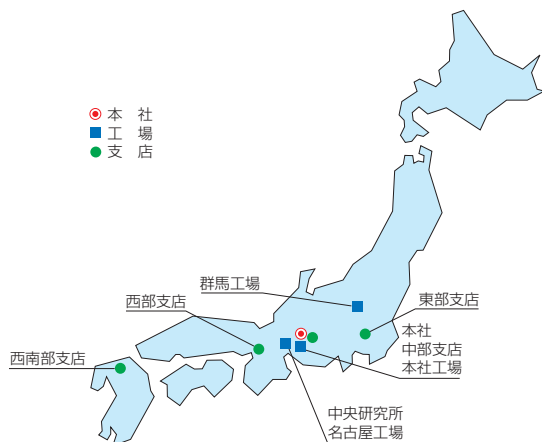 本 社
工 場
支 店
群馬工場
西部支店
東部支店
本社
中部支店
本社工場
西南部支店
中央研究所
名古屋工場